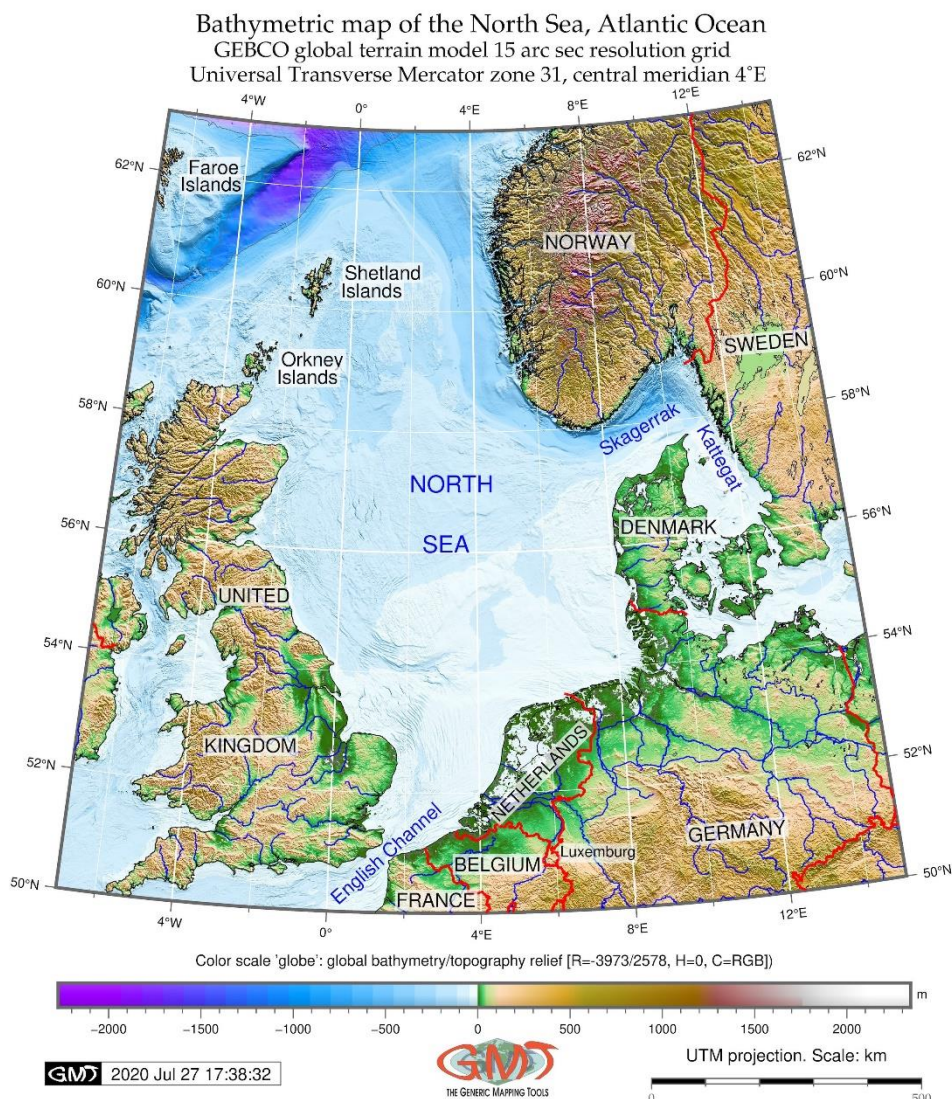 Bathymetric map of the North Sea, Atlantic Ocean
GEBCO global terrain model 15 arc sec resolution grid
Universal Transverse Mercator zone 31, central meridian 4°E
4°W
0°
4°E
8°E
12°E
62°N
62°N
Faroe
Islands
NORWAY
60°N
60°N
Shetland
Islands
SWEDEN
Orkney
Islands
58°N
58°N
Skagerrak
Kattegat
NORTH
SEA
56°N
56°N
DENMARK
UNITED
54°N
54°N
KINGDOM
52°N
52°N
NETHERLANDS
English Channel
GERMANY
Luxemburg
BELGIUM
FRANCE
50°N
50°N
4°W
0°
4°E
8°E
12°E
Color scale 'globe': global bathymetry/topography relief [R=-3973/2578, H=0, C=RGB])
m
−2000
−1500
−1000
−500
0
500
1000
1500
2000
GMT 2020 Jul 27 17:38:32
GMT
THE GENERIC MAPPING TOOLS
UTM projection. Scale: km
0
500